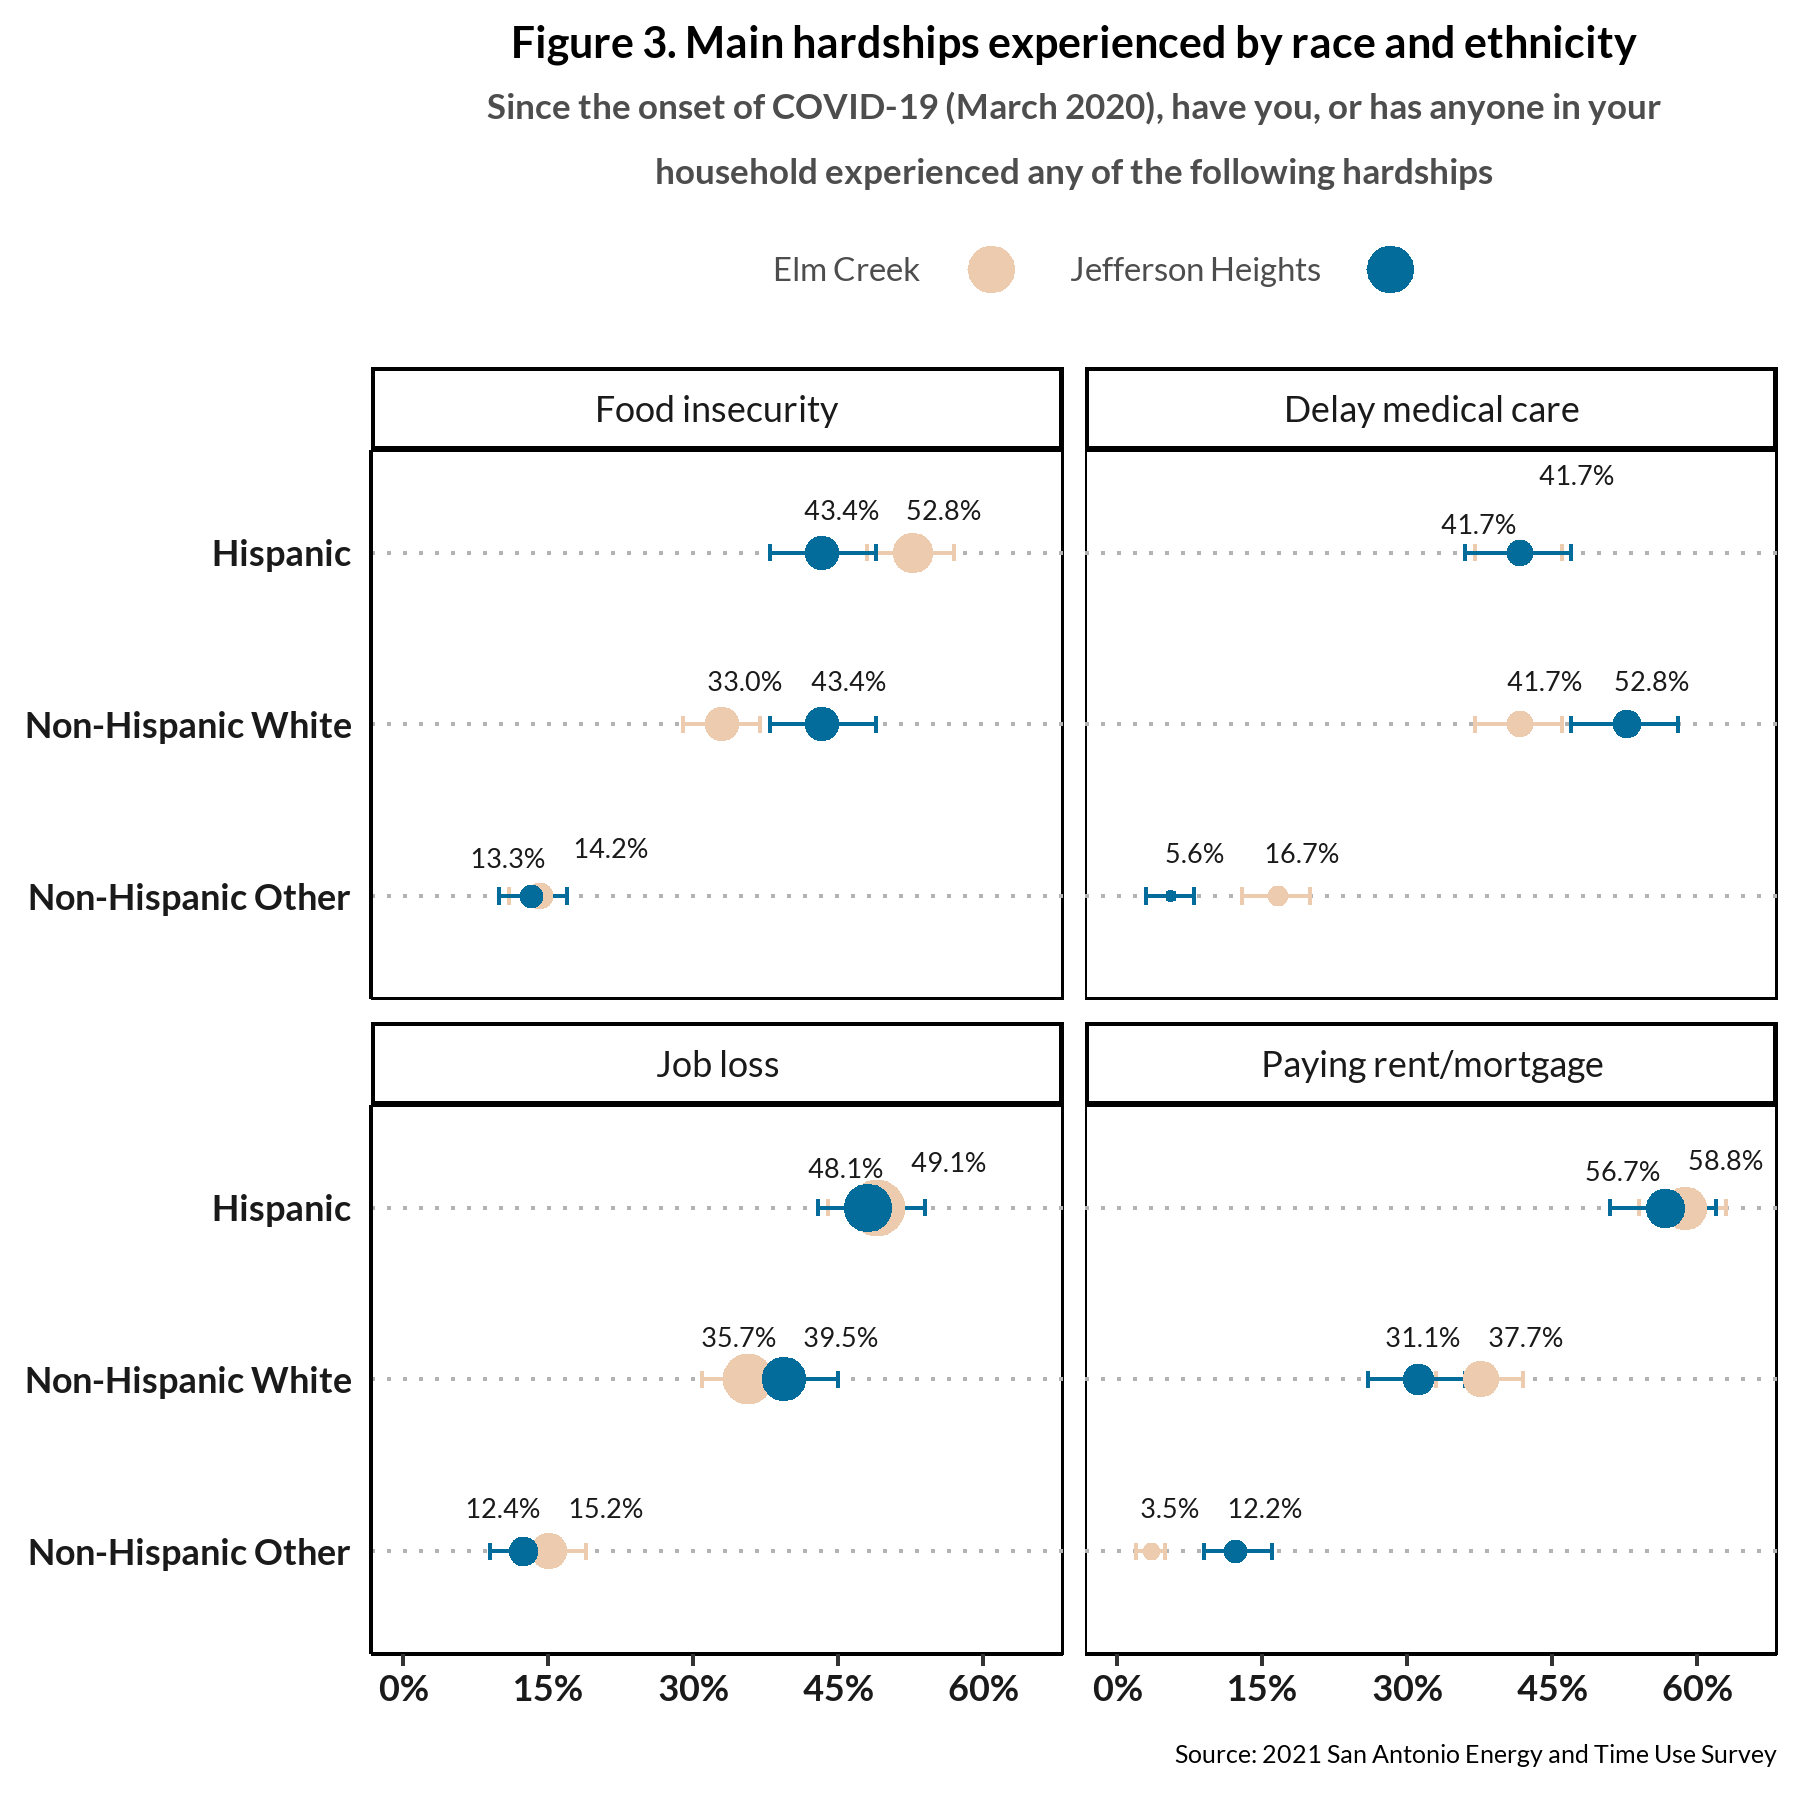 Figure 3. Main hardships experienced by race and ethnicity
Since the onset of COVID-19 (March 2020), have you, or has anyone in your
household experienced any of the following hardships
Elm Creek Jefferson Heights
Food insecurity
Delay medical care
Hispanic
43.4% 52.8%
41.7%
41.7%
Non-Hispanic White
33.0% 43.4%
41.7% 52.8%
Non-Hispanic Other
13.3% 14.2%
5.6% 16.7%
Job loss
Paying rent/mortgage
Hispanic
48.1% 49.1%
56.7% 58.8%
Non-Hispanic White
35.7% 39.5%
31.1% 37.7%
Non-Hispanic Other
12.4% 15.2%
3.5% 12.2%
0% 15% 30% 45% 60%
0% 15% 30% 45% 60%
Source: 2021 San Antonio Energy and Time Use Survey